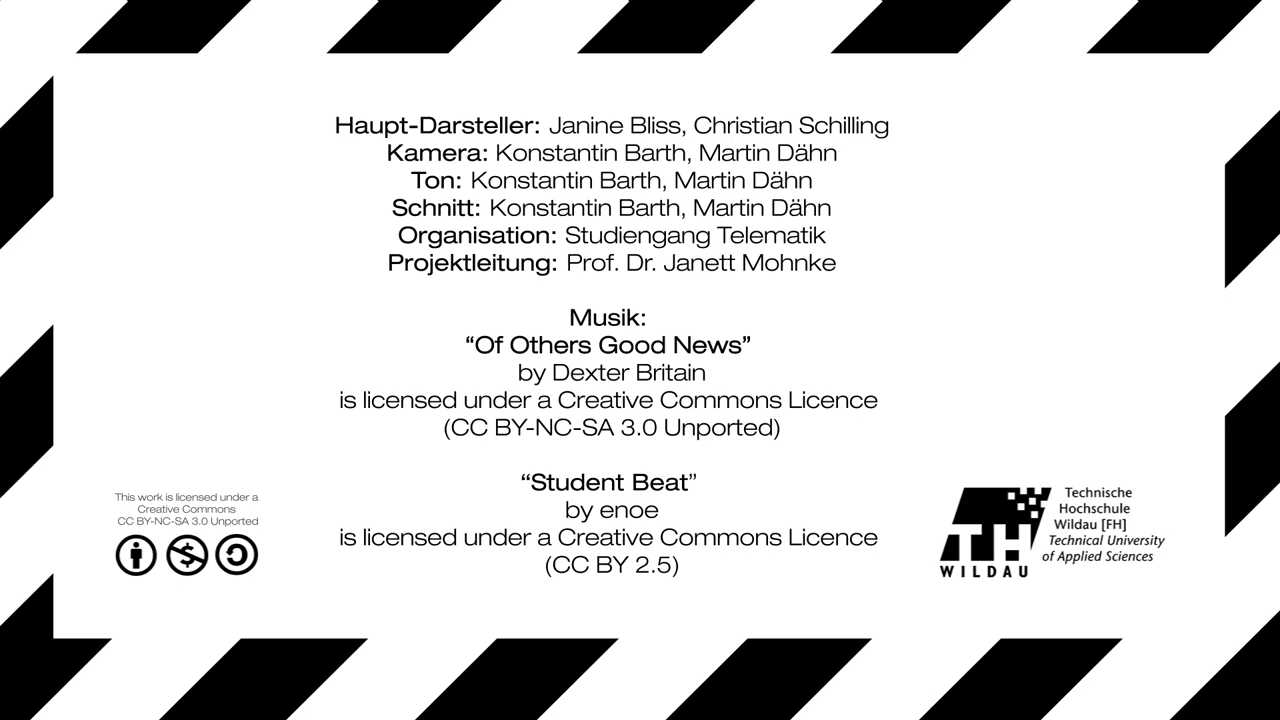 Haupt-Darsteller: Janine Bliss, Christian Schilling
Kamera: Konstantin Barth, Martin Dähn
Ton: Konstantin Barth, Martin Dähn
Schnitt: Konstantin Barth, Martin Dähn
Organisation: Studiengang Telematik
Projektleitung: Prof. Dr. Janett Mohnke
Musik:
“Of Others Good News”
by Dexter Britain
is licensed under a Creative Commons Licence
(CC BY-NC-SA 3.0 Unported)
“Student Beat”
by enoe
is licensed under a Creative Commons Licence
(CC BY 2.5)
This work is licensed under a
Creative Commons
CC BY-NC-SA 3.0 Unported
TH
WILDAU
Technische
Hochschule
Wildau [FH]
Technical University
of Applied Sciences